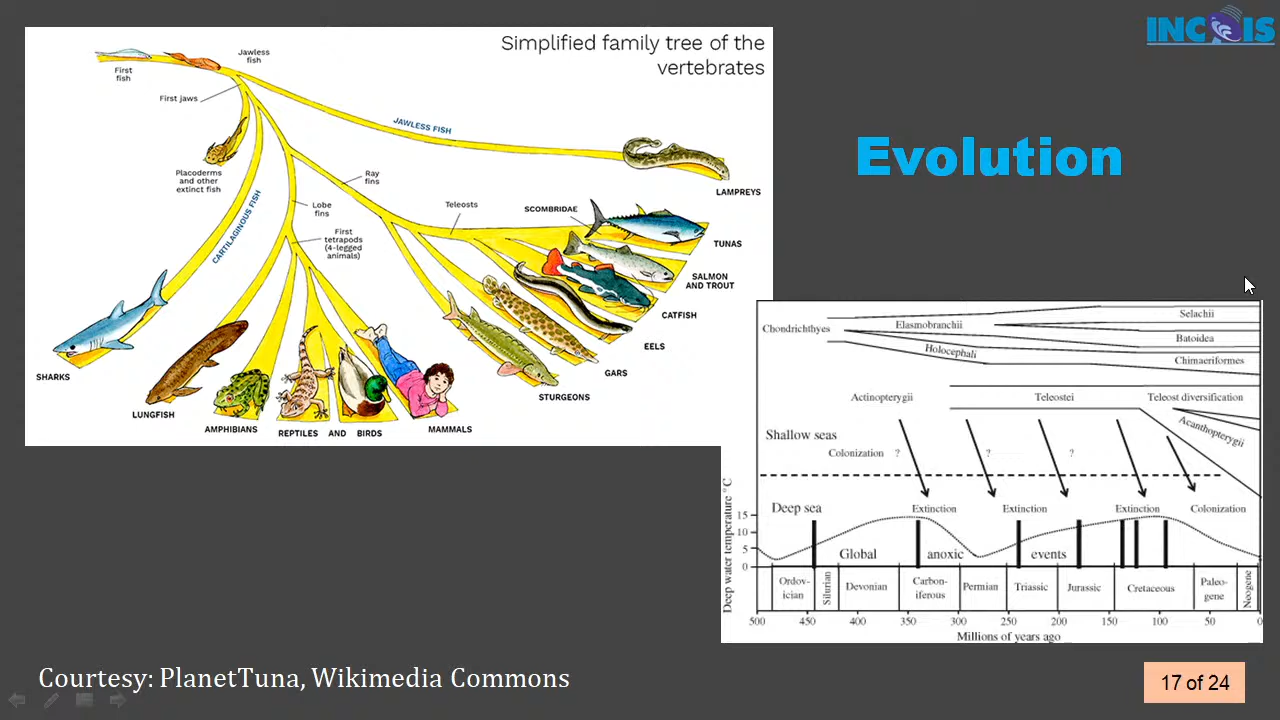 Simplified family tree of the
vertebrates
INCOIS
Evolution
Jawless
fish
First
fish
First jaws
JAWLESS FISH
LAMPREYS
Placoderms
and other
extinct fish
CARTILAGINOUS FISH
Ray
fins
Lobe
fins
First
tetrapods
(4-legged
animals)
Teleosts
SCOMBRIDAE
TUNAS
SALMON
AND TROUT
CATFISH
EELS
GARS
STURGEONS
SHARKS
LUNGFISH
AMPHIBIANS
REPTILES AND BIRDS
MAMMALS
Chondrichthyes
Elasmobranchii
Holocephali
Selachii
Batoidea
Chimaeriformes
Actinopterygii
Teleostei
Teleost diversification
Acanthopterygii
Shallow seas
Colonization ? ? ?
Deep sea
Extinction Extinction Extinction Colonization
Deep water temperature °C
15
10
5
0
Global anoxic events
Ordov-
ician
Silurian
Devonian
Carbon-
iferous
Permian
Triassic
Jurassic
Cretaceous
Paleo-
gene
Neogene
500 450 400 350 300 250 200 150 100 50 0
Millions of years ago
Courtesy: PlanetTuna, Wikimedia Commons
17 of 24